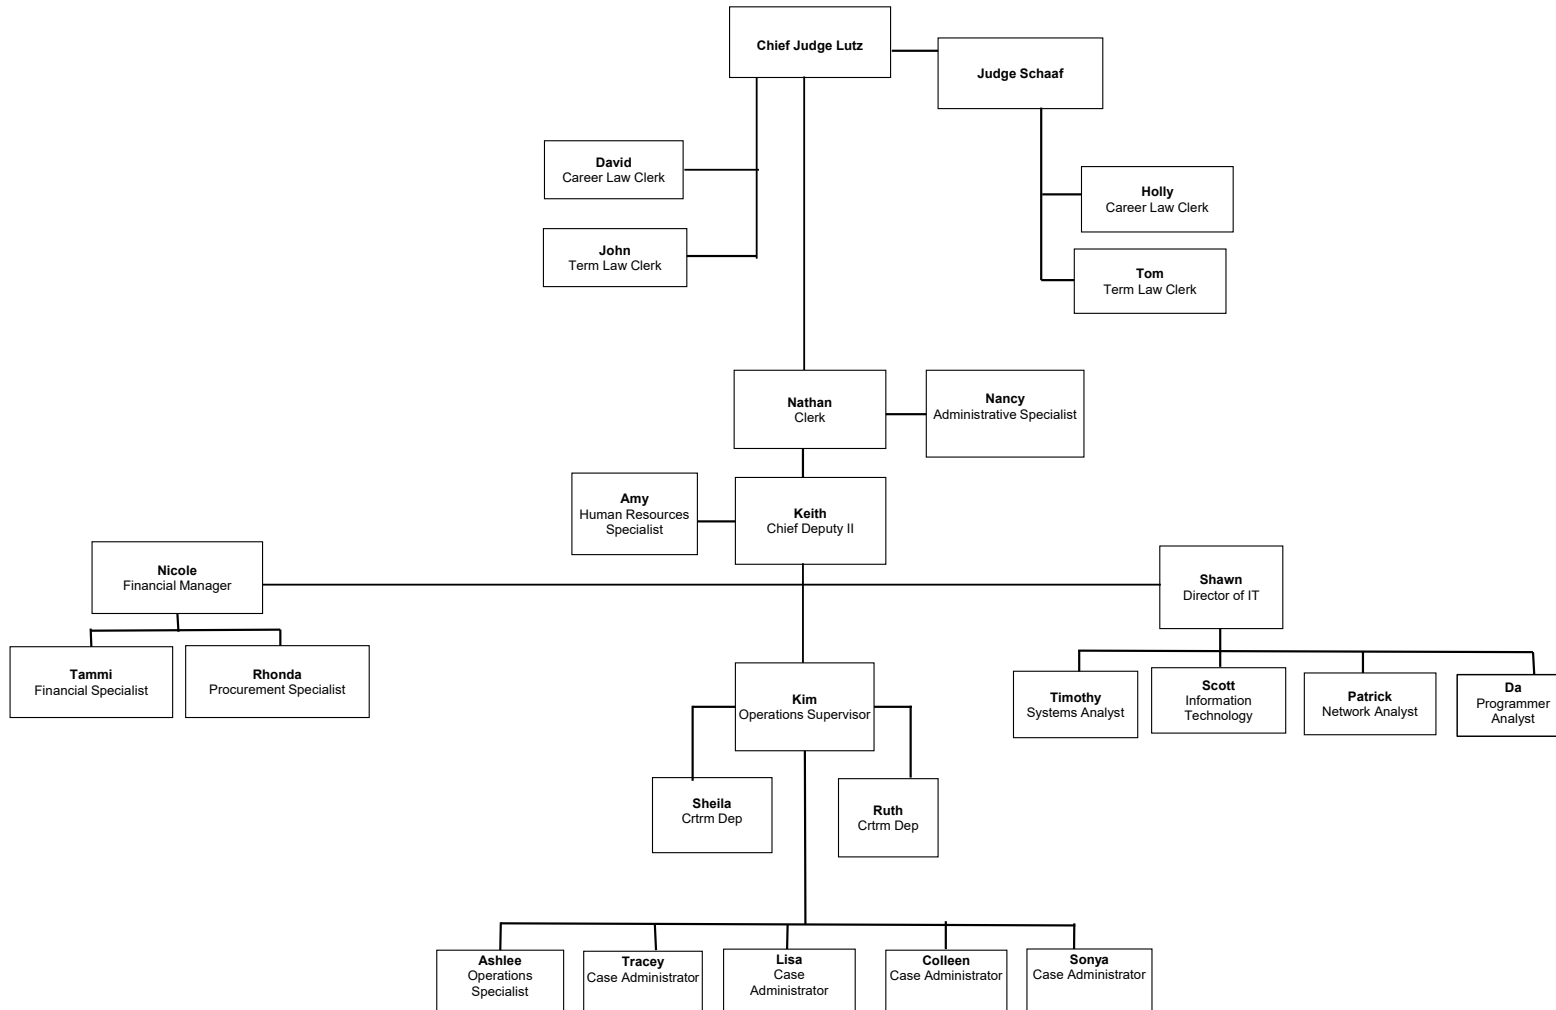 Chief Judge Lutz
Judge Schaaf
David
Career Law Clerk
Holly
Career Law Clerk
John
Term Law Clerk
Tom
Term Law Clerk
Nathan
Clerk
Nancy
Administrative Specialist
Amy
Human Resources
Specialist
Keith
Chief Deputy II
Nicole
Financial Manager
Shawn
Director of IT
Tammi
Financial Specialist
Rhonda
Procurement Specialist
Kim
Operations Supervisor
Timothy
Systems Analyst
Scott
Information
Technology
Patrick
Network Analyst
Da
Programmer
Analyst
Sheila
Crtrm Dep
Ruth
Crtrm Dep
Ashlee
Operations
Specialist
Tracey
Case Administrator
Lisa
Case
Administrator
Colleen
Case Administrator
Sonya
Case Administrator